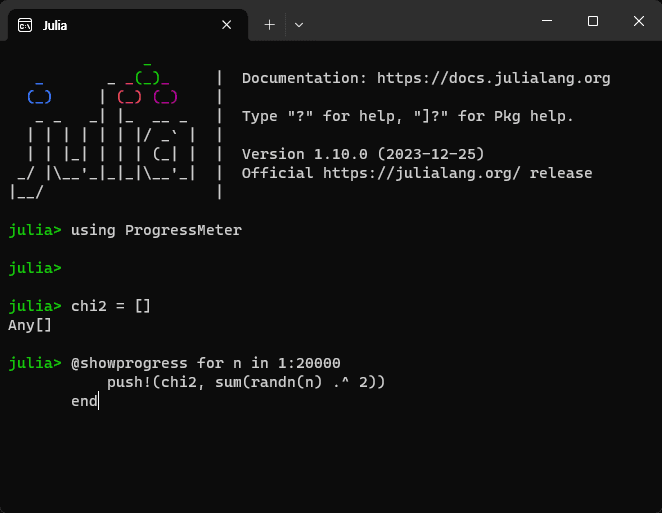 Julia
Documentation: https://docs.julialang.org
Type "?" for help, "]?" for Pkg help.
Version 1.10.0 (2023-12-25)
Official https://julialang.org/ release
julia> using ProgressMeter
julia>
julia> chi2 = []
Any[]
julia> @showprogress for n in 1:20000
push!(chi2, sum(randn(n) .^ 2))
end